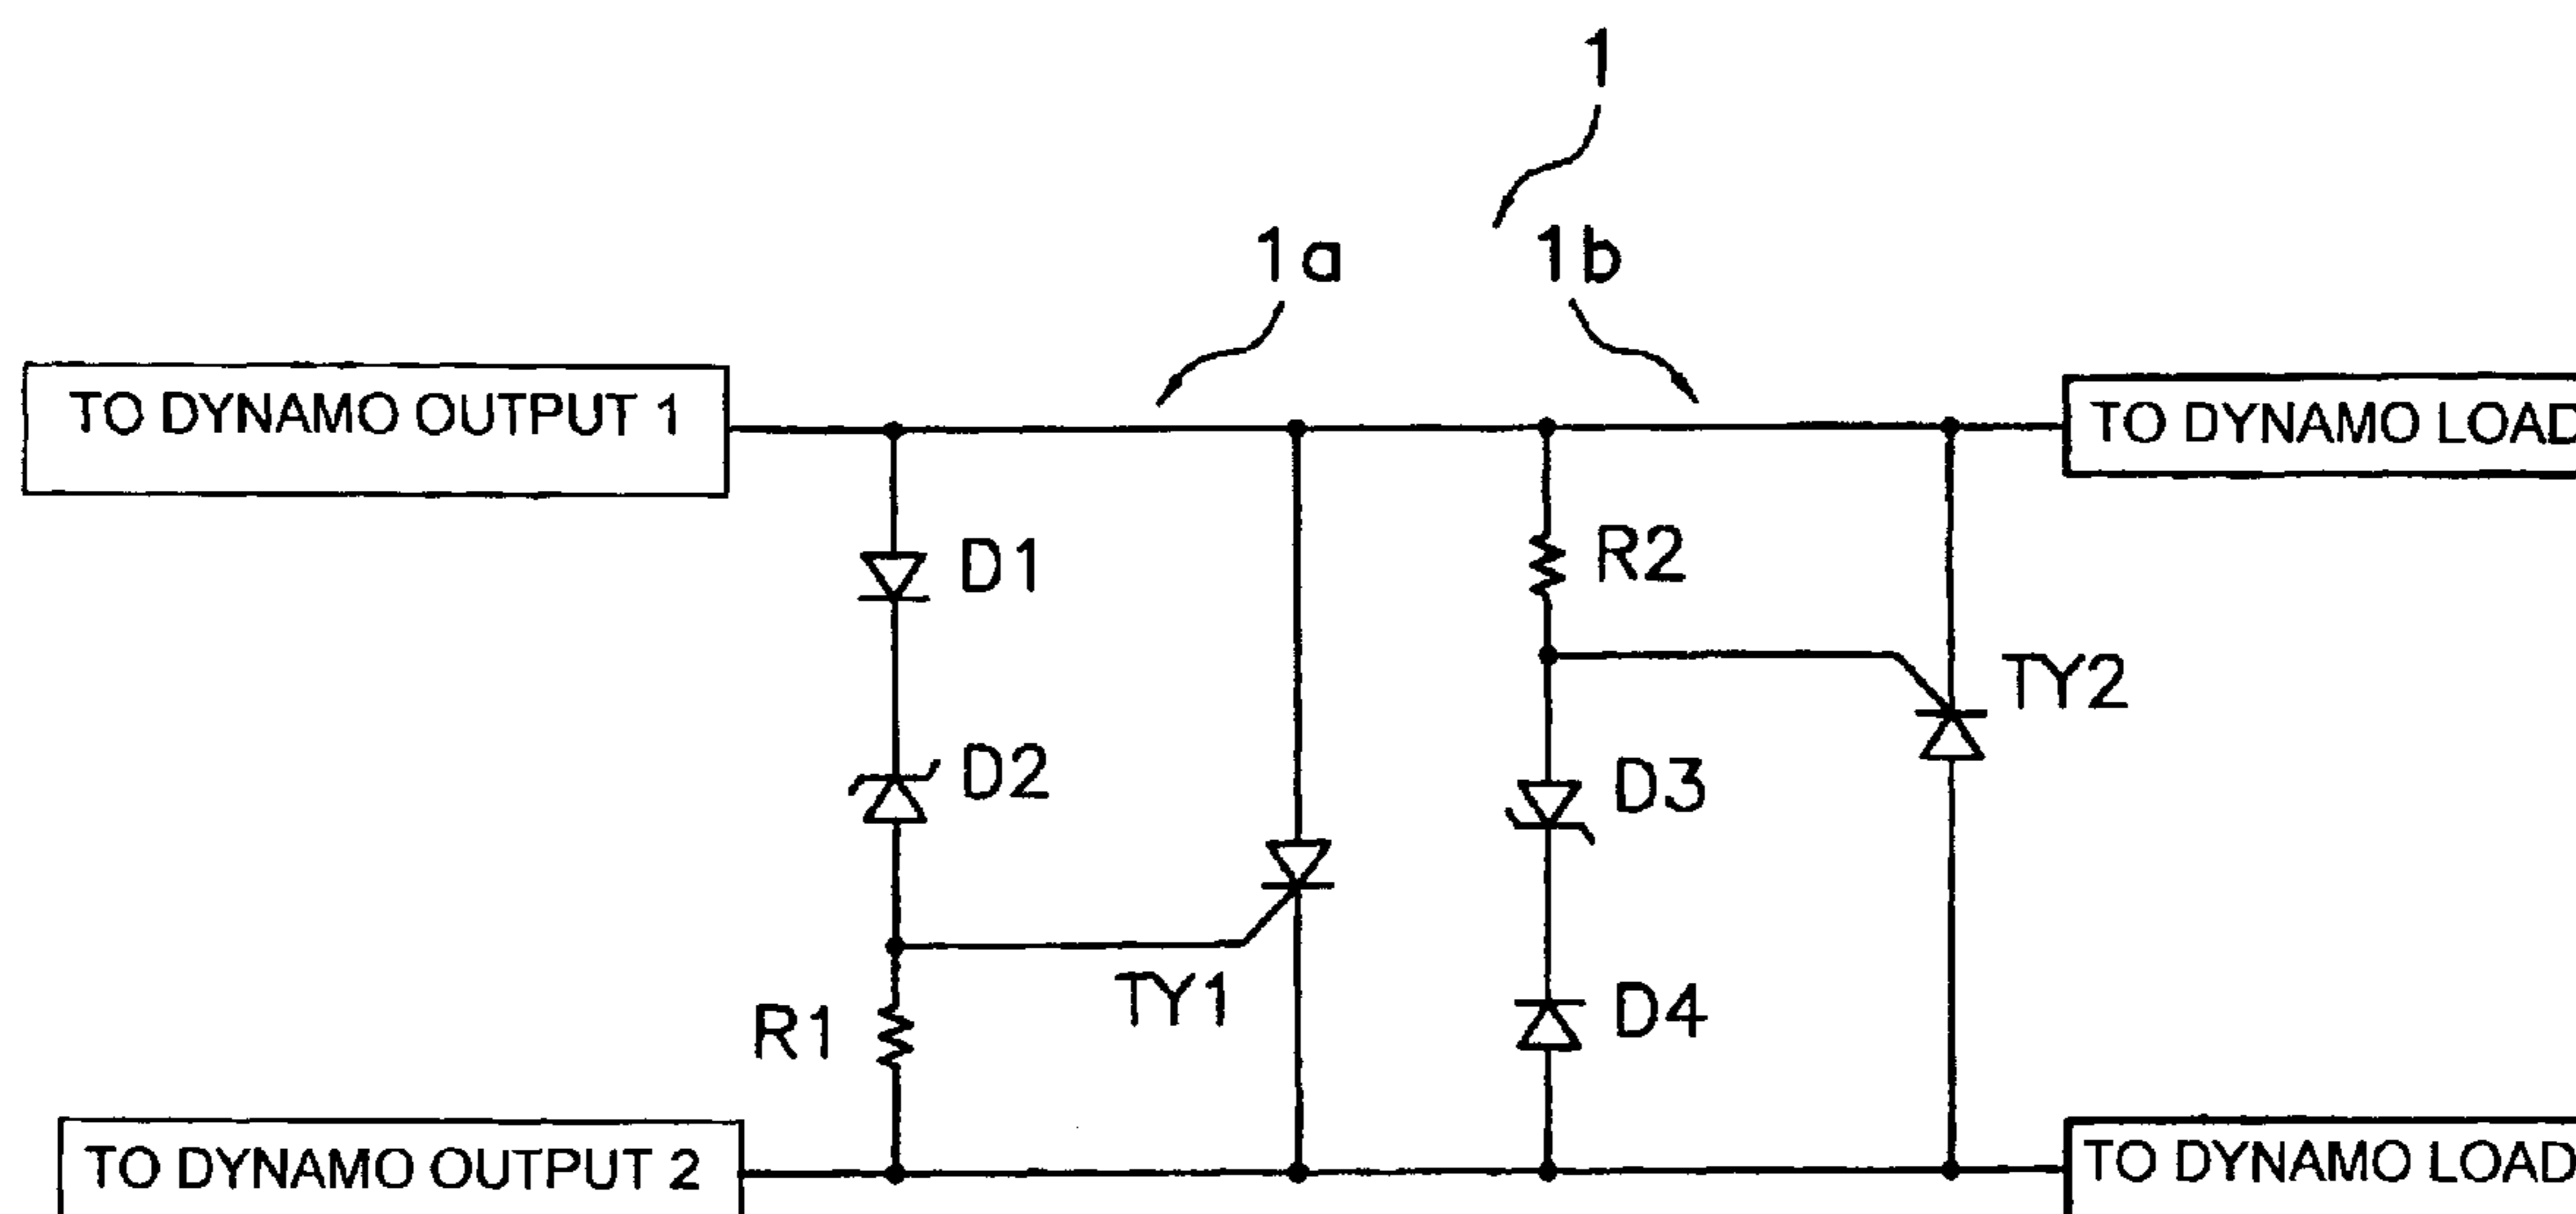 1
1a
1b
TO DYNAMO OUTPUT 1
TO DYNAMO LOAD
D1
R2
TY2
D2
D3
TY1
R1
D4
TO DYNAMO OUTPUT 2
TO DYNAMO LOAD